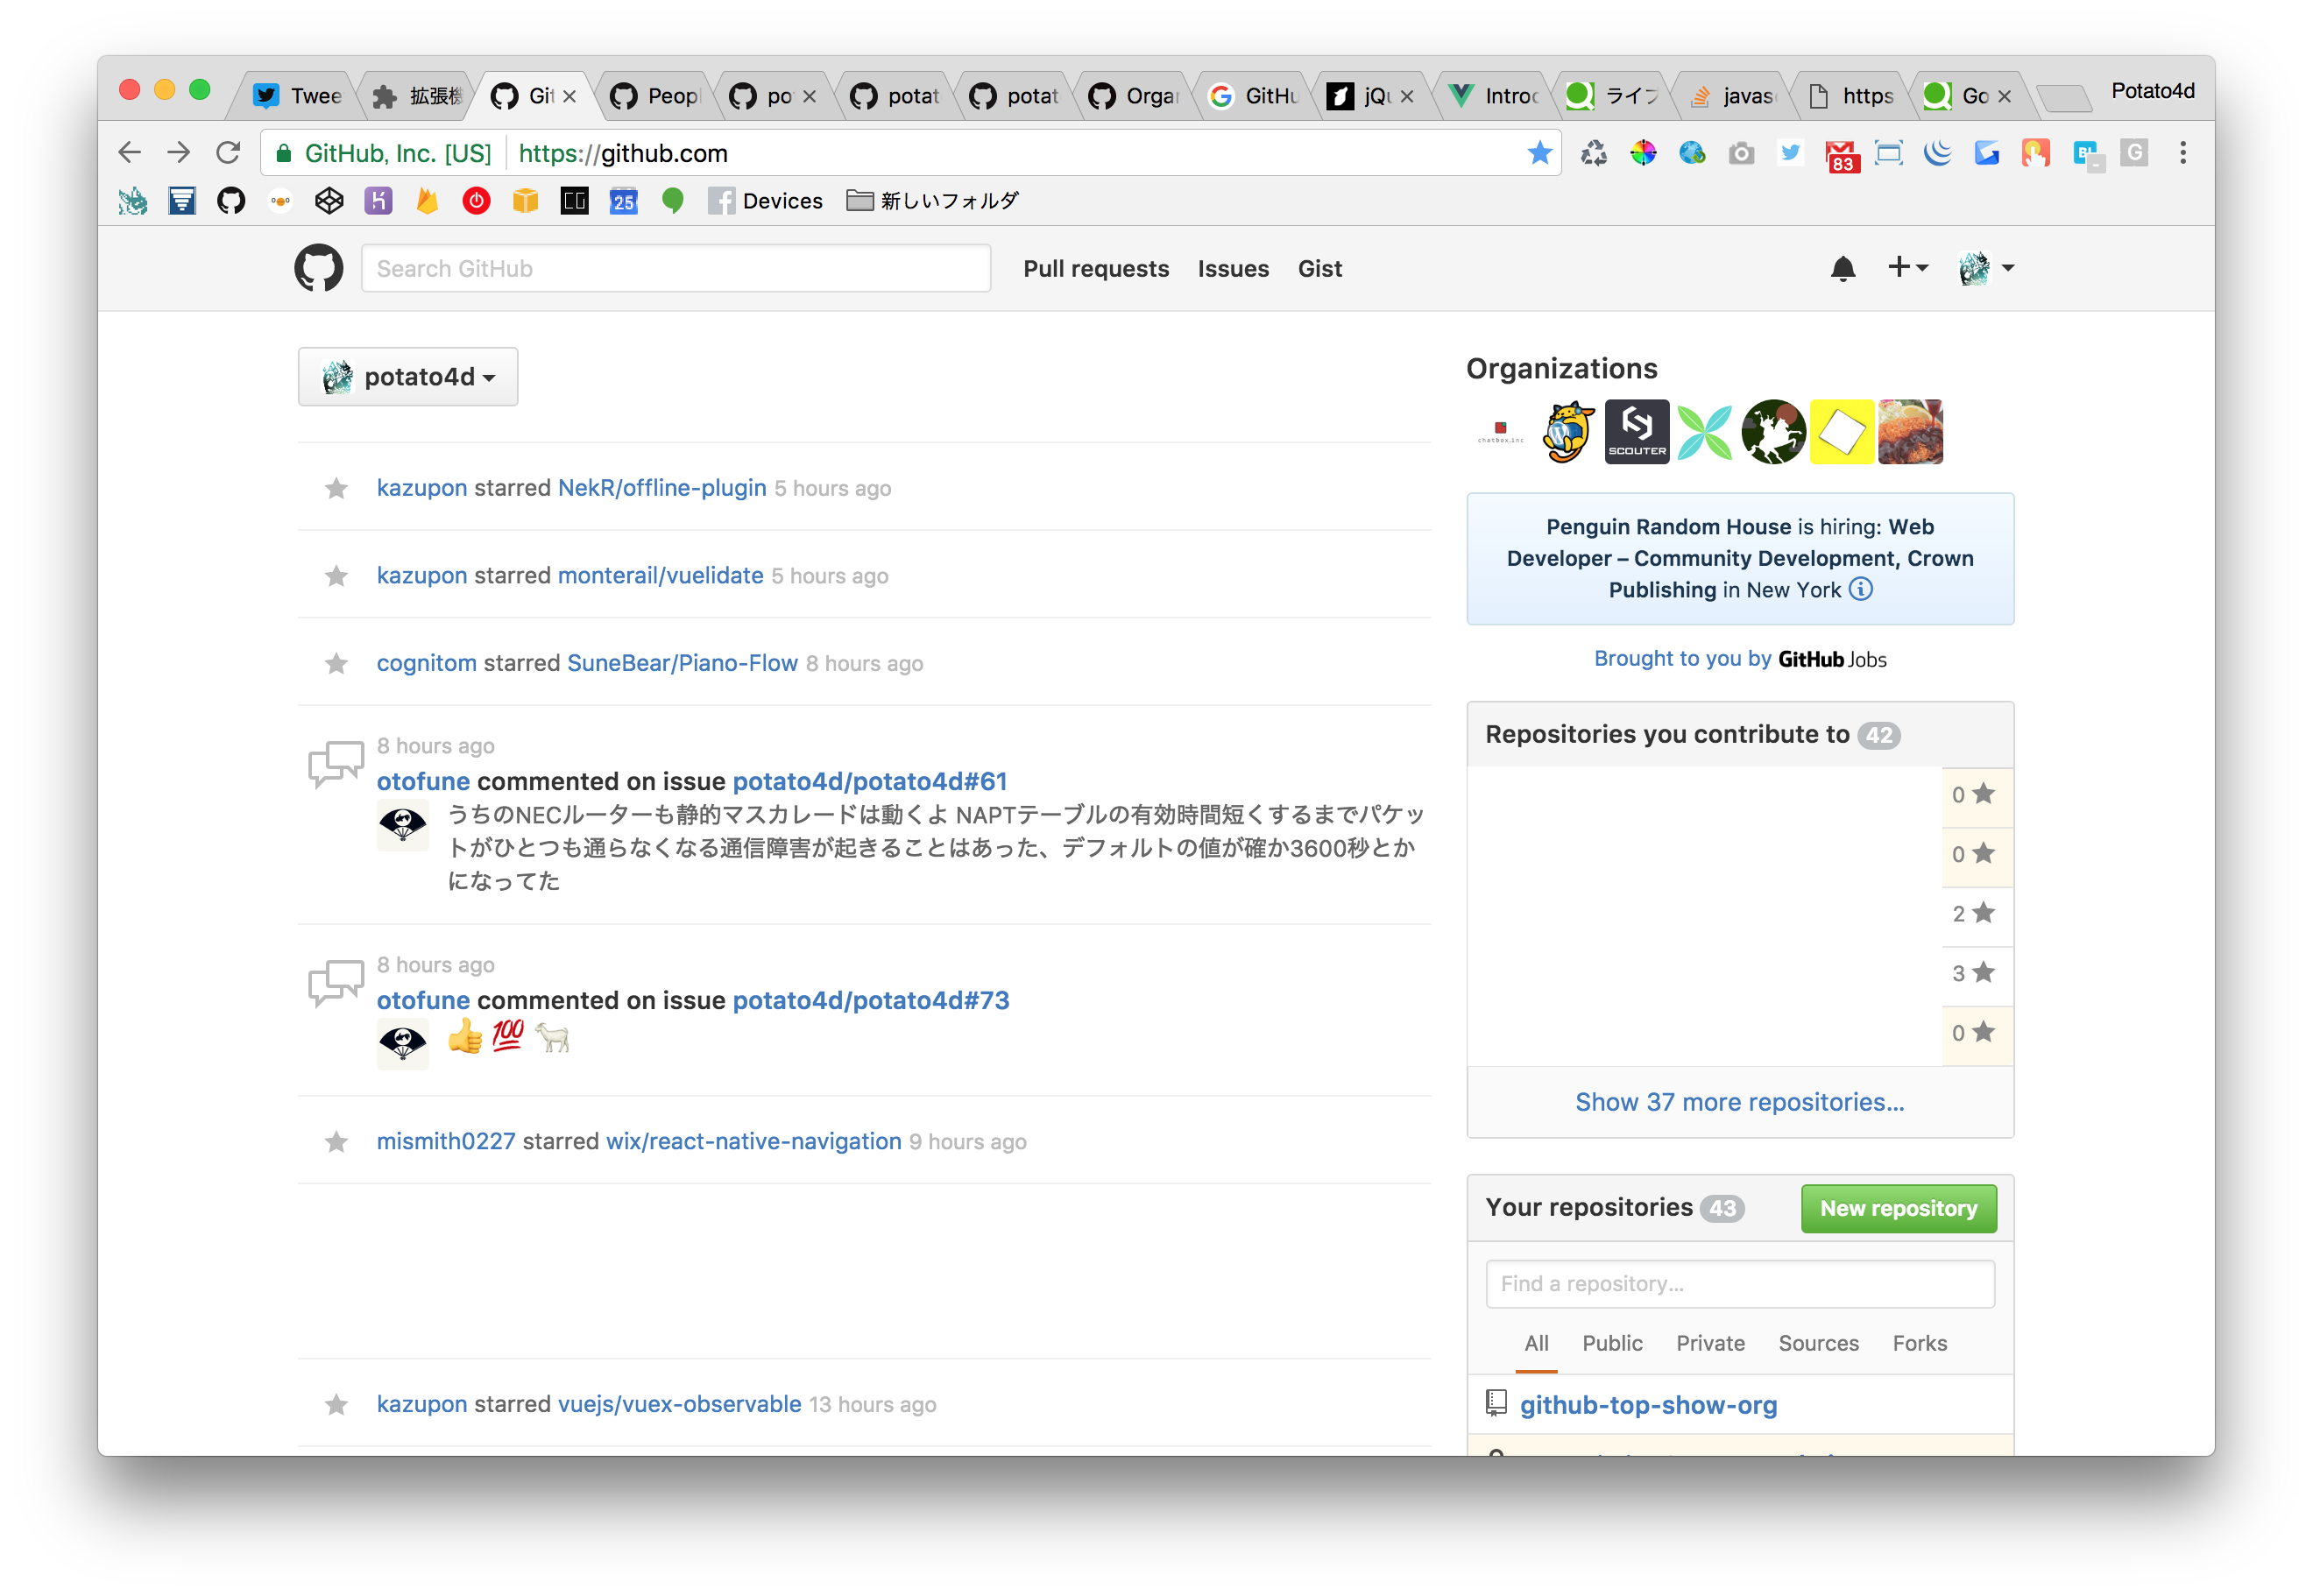 Twee 拡張機 Git Peopl po potat potat Organ GitHu jQu Introd ライフ javas https Go Potato4d
GitHub, Inc. [US] https://github.com
83
25 Devices 新しいフォルダ
Search GitHub Pull requests Issues Gist
potato4d
kazupon starred NekR/offline-plugin 5 hours ago
kazupon starred monterail/vuelidate 5 hours ago
cognitom starred SuneBear/Piano-Flow 8 hours ago
8 hours ago
otofune commented on issue potato4d/potato4d#61
うちのNECルーターも静的マスカレードは動くよ NAPTテーブルの有効時間短くするまでパケッ
トがひとつも通らなくなる通信障害が起きることはあった、デフォルトの値が確か3600秒とか
になってた
8 hours ago
otofune commented on issue potato4d/potato4d#73
👍 💯 🐐
mismith0227 starred wix/react-native-navigation 9 hours ago
kazupon starred vuejs/vuex-observable 13 hours ago
Organizations
chatbox.inc
SCOUTER
Penguin Random House is hiring: Web
Developer – Community Development, Crown
Publishing in New York
Brought to you by GitHub Jobs
Repositories you contribute to 42
0
0
2
3
0
Show 37 more repositories...
Your repositories 43 New repository
Find a repository...
All Public Private Sources Forks
github-top-show-org